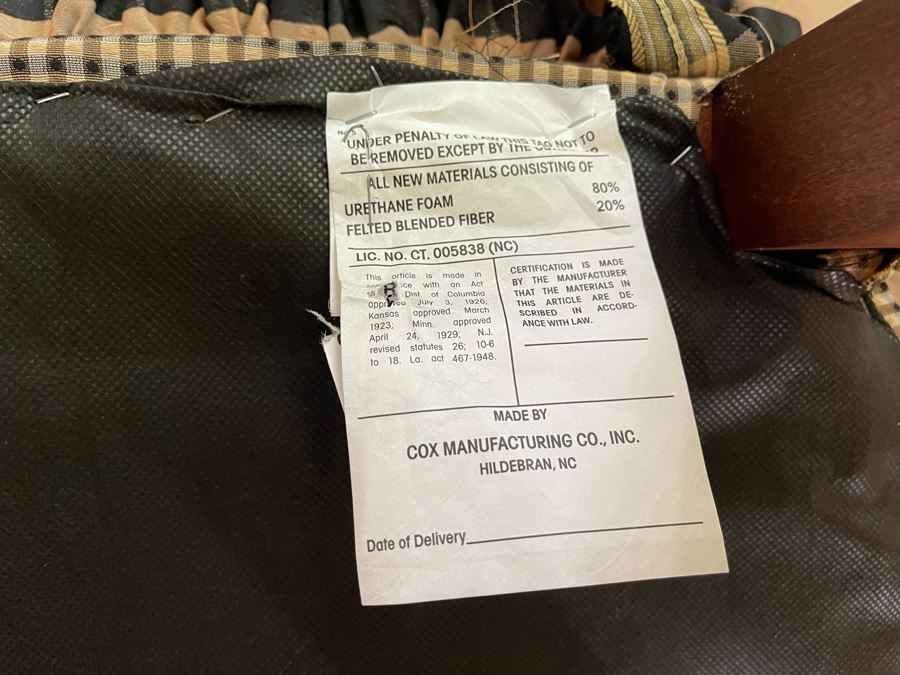 No 5
UNDER PENALTY OF LAW THIS TAG NOT TO
BE REMOVED EXCEPT BY THE
ALL NEW MATERIALS CONSISTING OF
URETHANE FOAM 80%
FELTED BLENDED FIBER 20%
LIC. NO. CT. 005838 (NC)
This article is made in
ice with an Act
of Dist. of Columbia
approved July 3, 1926;
Kansas approved March
1923; Minn. approved
April 24, 1929; N.J.
revised statutes 26; 10-6
to 18. La. act 467-1948.
CERTIFICATION IS MADE
BY THE MANUFACTURER
THAT THE MATERIALS IN
THIS ARTICLE ARE DE-
SCRIBED IN ACCORD-
ANCE WITH LAW.
MADE BY
COX MANUFACTURING CO., INC.
HILDEBRAN, NC
Date of Delivery